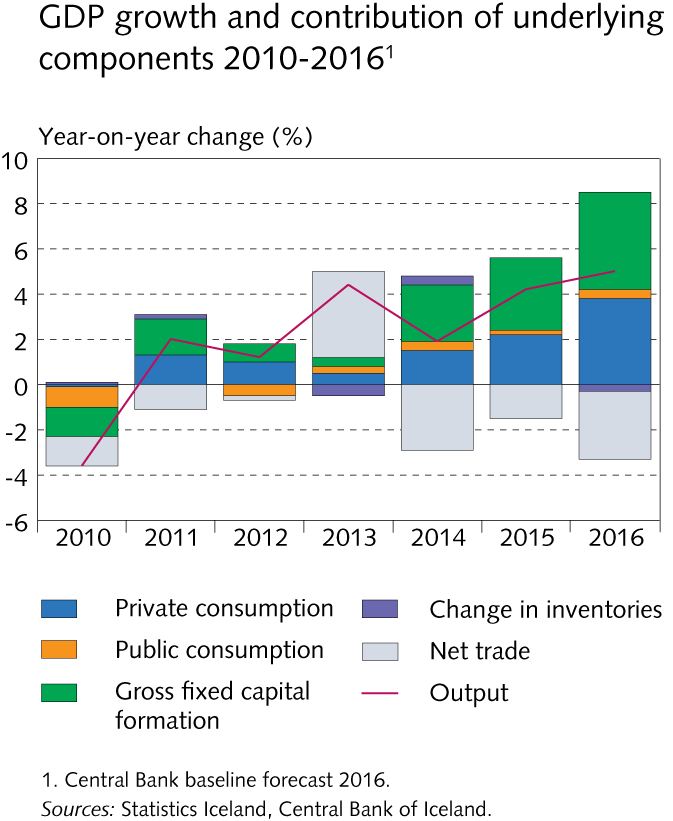 GDP growth and contribution of underlying
components 2010-2016¹
Year-on-year change (%)
10
8
6
4
2
0
-2
-4
-6
2010 2011 2012 2013 2014 2015 2016
Private consumption
Public consumption
Gross fixed capital
formation
Change in inventories
Net trade
Output
1. Central Bank baseline forecast 2016.
Sources: Statistics Iceland, Central Bank of Iceland.